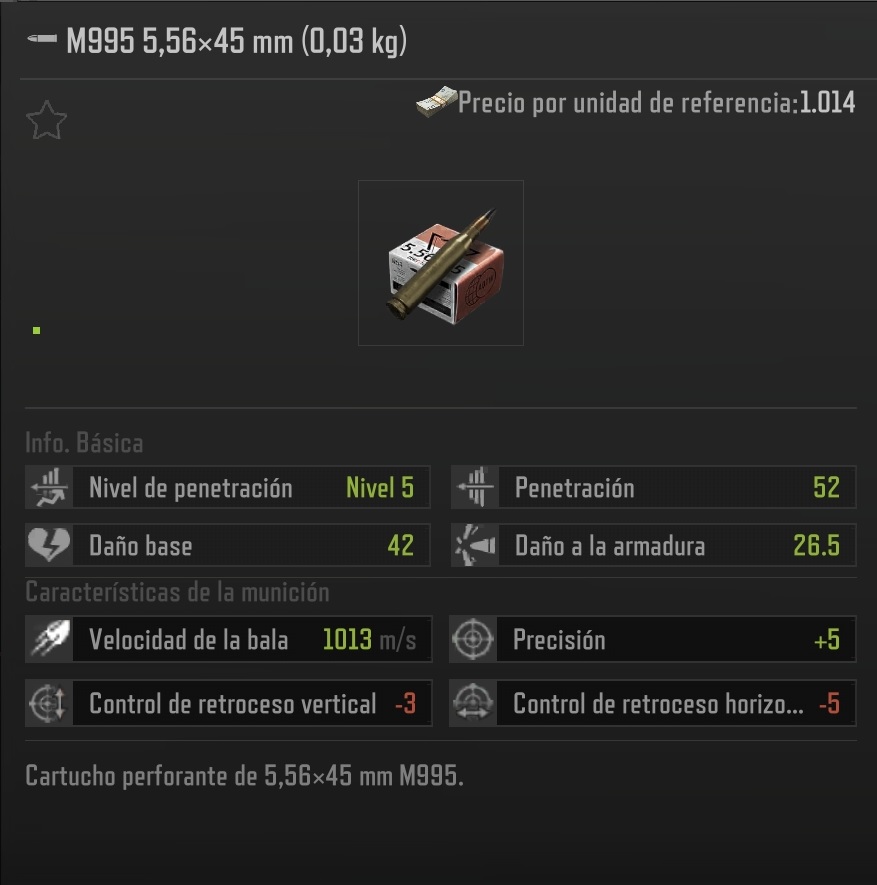 M995 5,56×45 mm (0,03 kg)
Precio por unidad de referencia:1.014
5.56
Info. Básica
Nivel de penetración Nivel 5 Penetración 52
Daño base 42 Daño a la armadura 26.5
Características de la munición
Velocidad de la bala 1013 m/s Precisión +5
Control de retroceso vertical -3 Control de retroceso horizo... -5
Cartucho perforante de 5,56×45 mm M995.